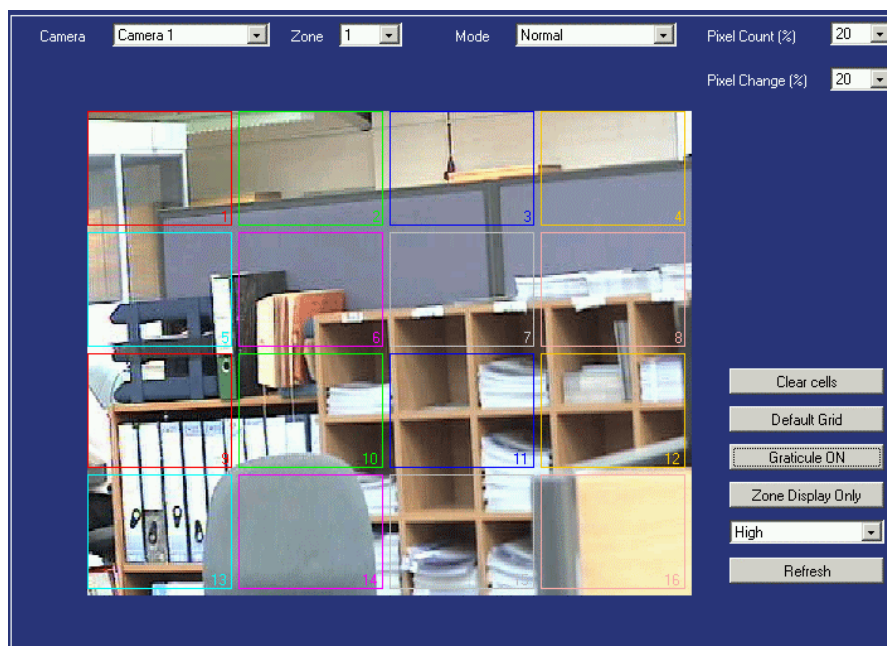 Camera Camera 1 Zone 1 Mode Normal Pixel Count (%) 20
Pixel Change (%) 20
1 2 3 4
5 6 7 8
9 10 11 12
13 14 15 16
Clear cells
Default Grid
Graticule ON
Zone Display Only
High
Refresh